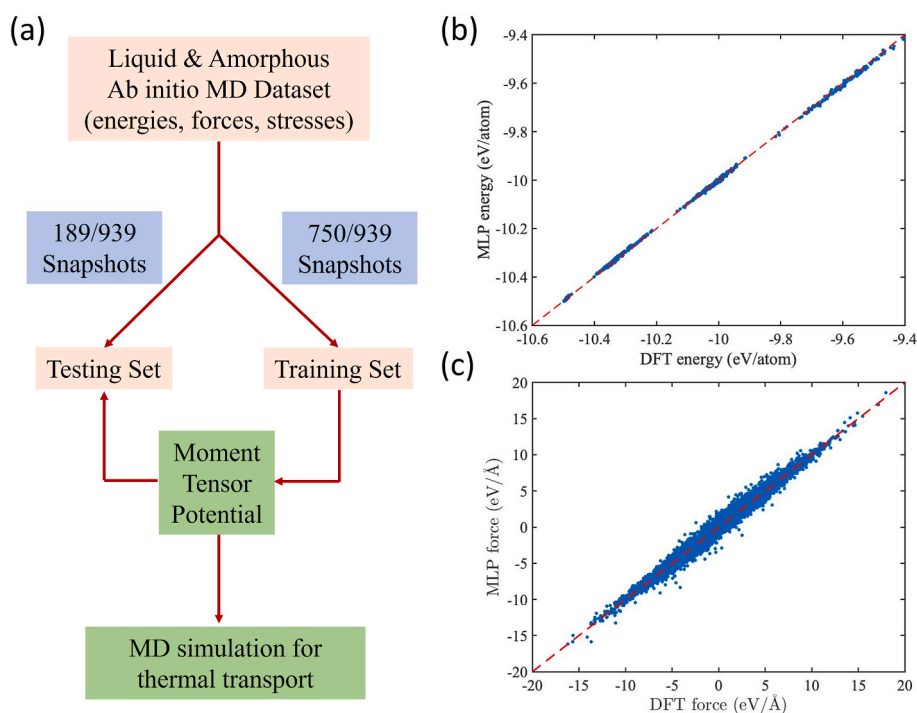 (a)
Liquid & Amorphous
Ab initio MD Dataset
(energies, forces, stresses)
189/939
Snapshots
750/939
Snapshots
Testing Set
Training Set
Moment
Tensor
Potential
MD simulation for
thermal transport
(b)
MLP energy (eV/atom)
-9.4
-9.6
-9.8
-10
-10.2
-10.4
-10.6
-10.6
-10.4
-10.2
-10
-9.8
-9.6
-9.4
DFT energy (eV/atom)
(c)
MLP force (eV/Å)
20
15
10
5
0
-5
-10
-15
-20
-20
-15
-10
-5
0
5
10
15
20
DFT force (eV/Å)